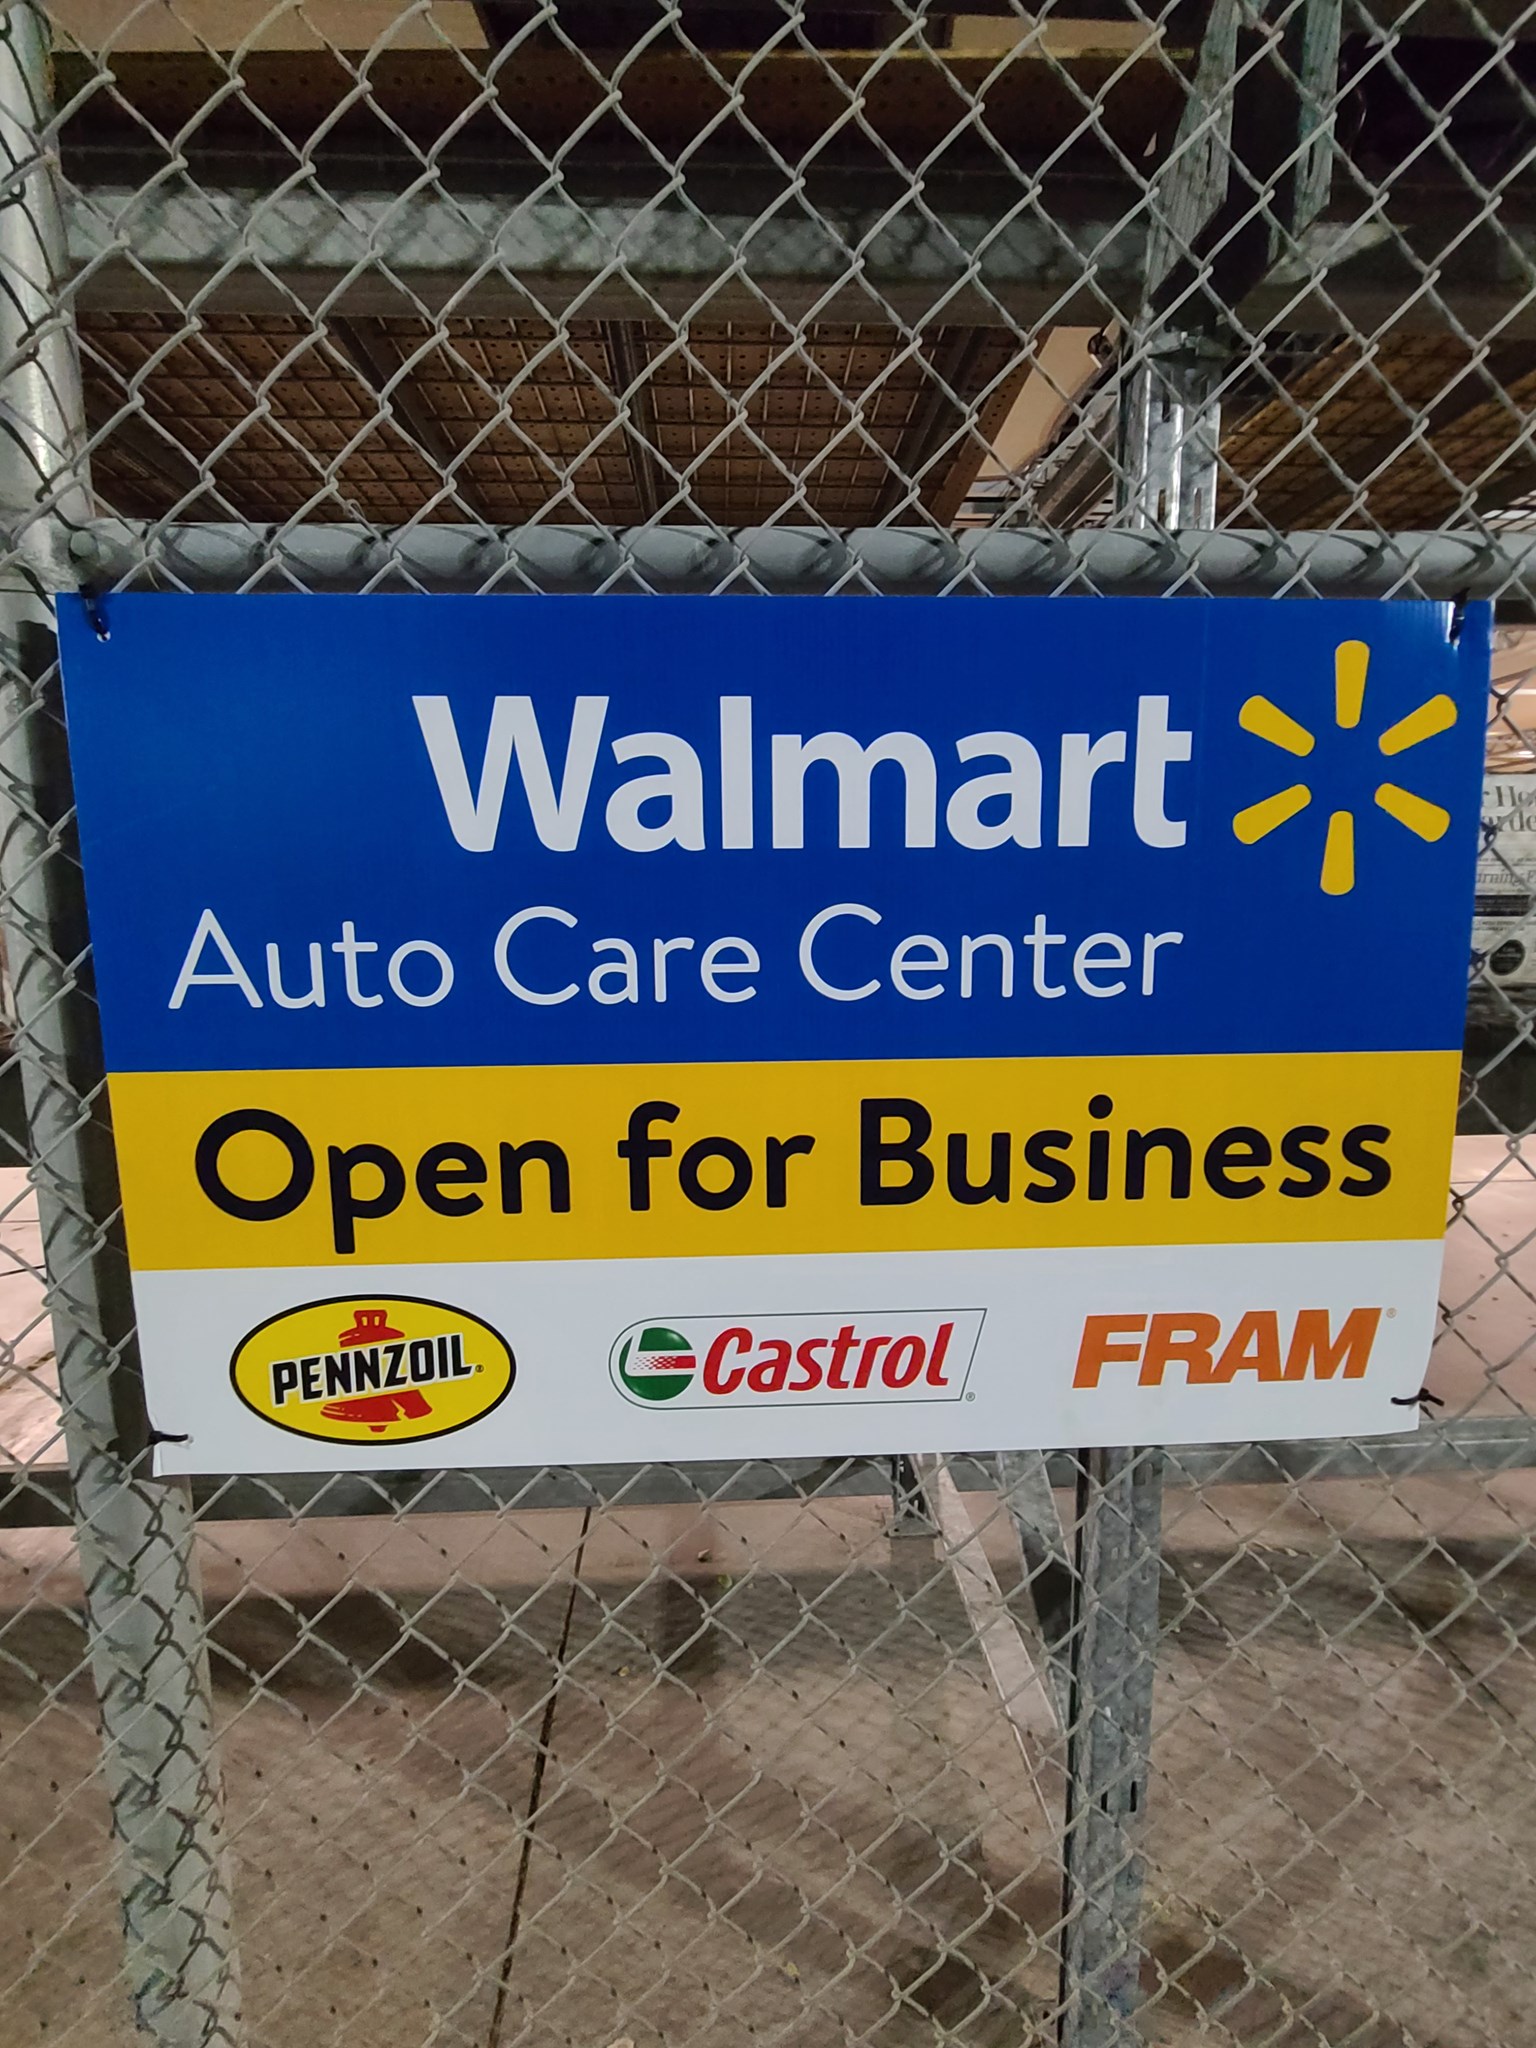 Walmart
Auto Care Center
Open for Business
PENNZOIL®
Castrol®
FRAM®